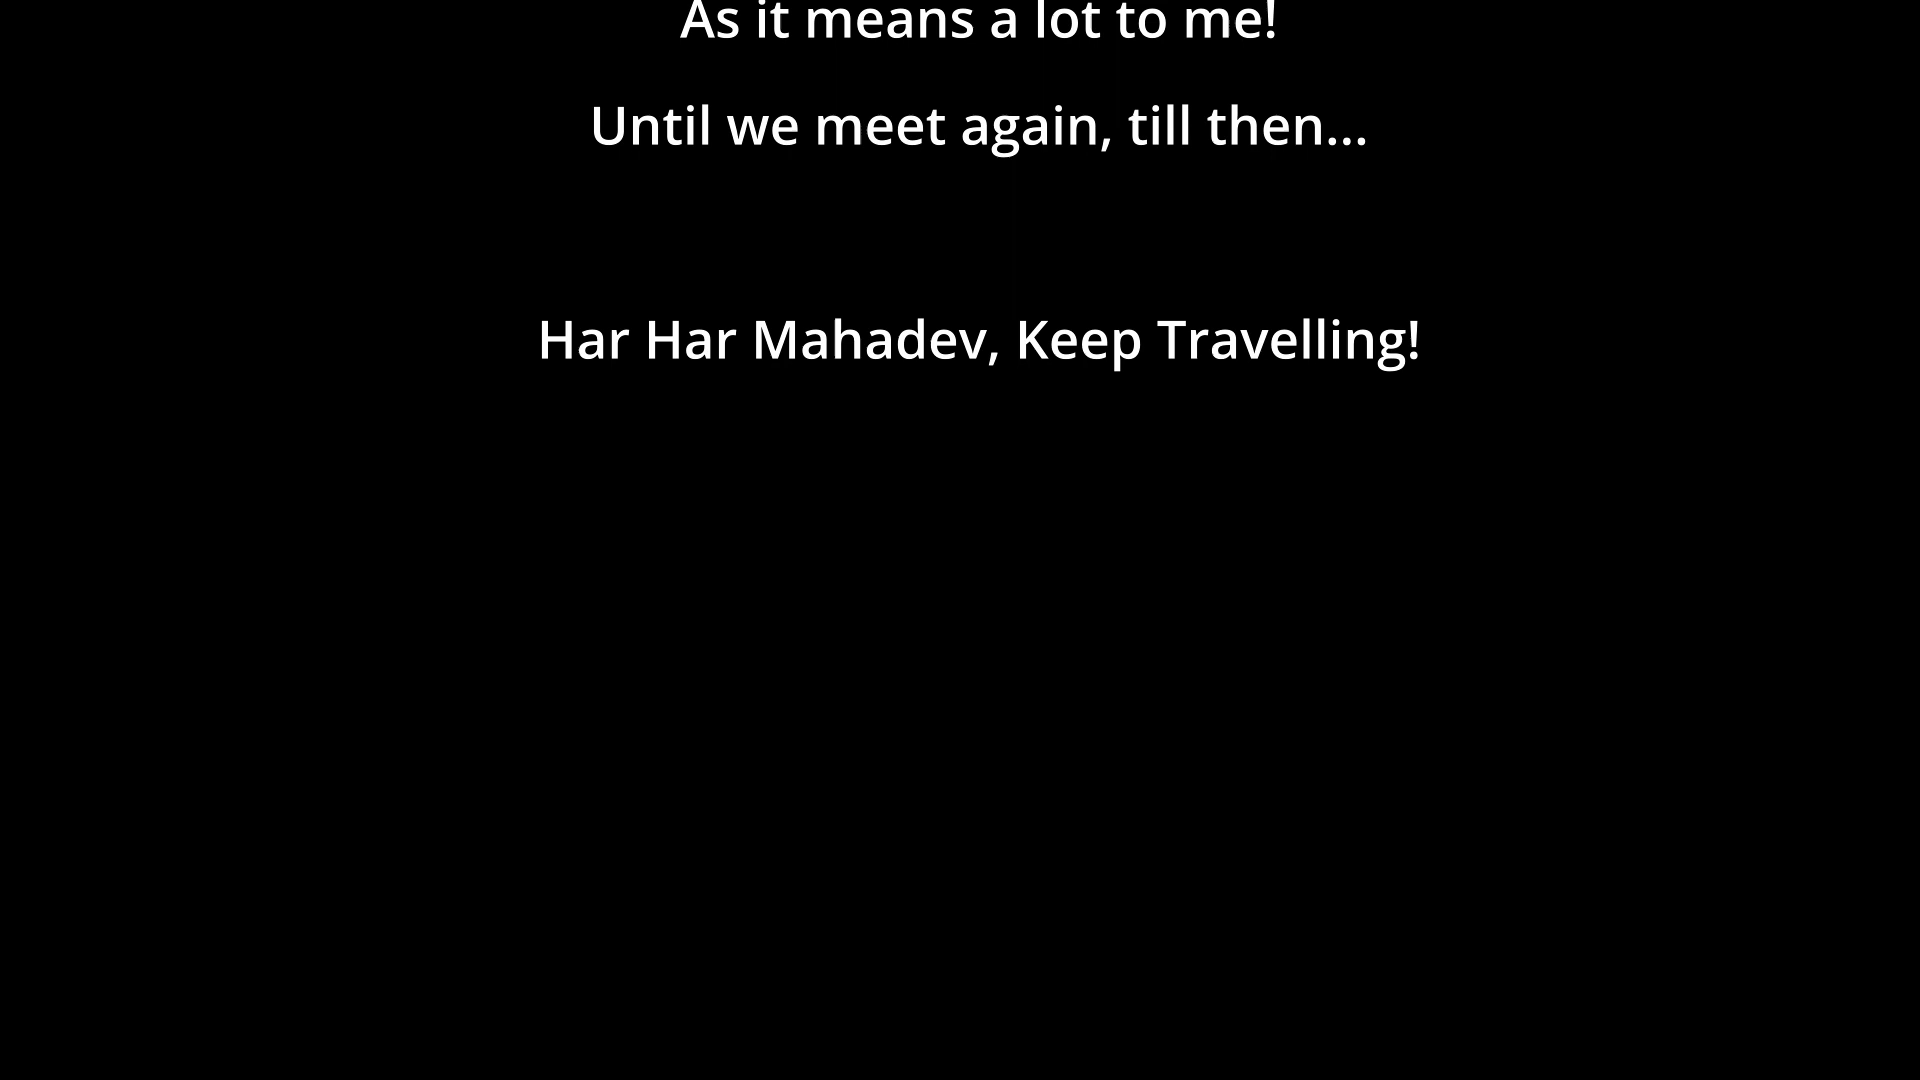 As it means a lot to me!
Until we meet again, till then...
Har Har Mahadev, Keep Travelling!